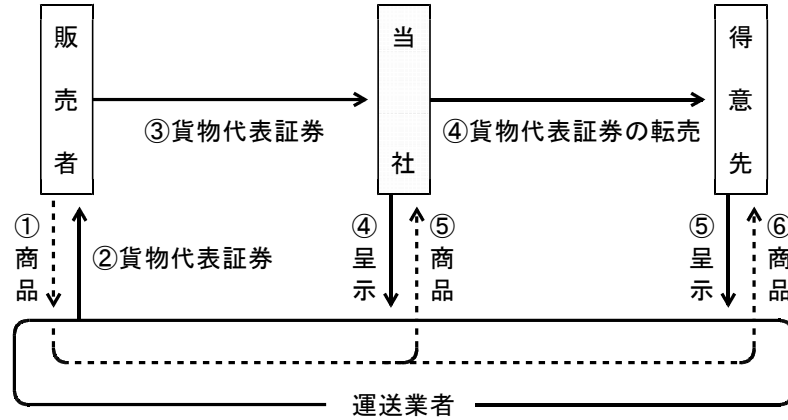 販売者
当社
得意先
③貨物代表証券
④貨物代表証券の転売
①商品
②貨物代表証券
④呈示
⑤商品
⑤呈示
⑥商品
運送業者